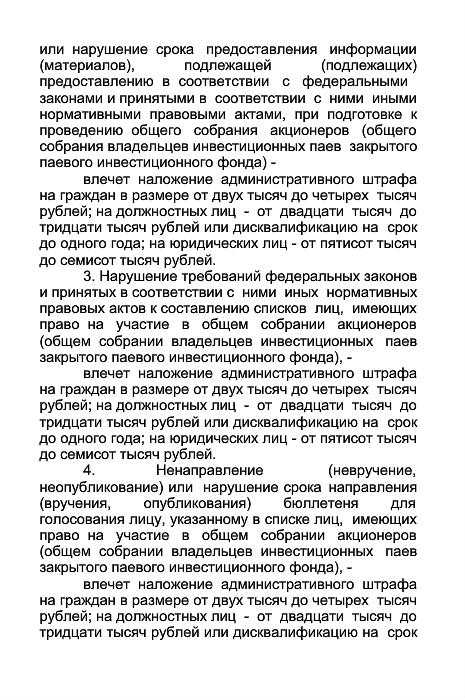 или нарушение срока предоставления информации
(материалов), подлежащей (подлежащих)
предоставлению в соответствии с федеральными
законами и принятыми в соответствии с ними иными
нормативными правовыми актами, при подготовке к
проведению общего собрания акционеров (общего
собрания владельцев инвестиционных паев закрытого
паевого инвестиционного фонда) -
влечет наложение административного штрафа
на граждан в размере от двух тысяч до четырех тысяч
рублей; на должностных лиц - от двадцати тысяч до
тридцати тысяч рублей или дисквалификацию на срок
до одного года; на юридических лиц - от пятисот тысяч
до семисот тысяч рублей.
3. Нарушение требований федеральных законов
и принятых в соответствии с ними иных нормативных
правовых актов к составлению списков лиц, имеющих
право на участие в общем собрании акционеров
(общем собрании владельцев инвестиционных паев
закрытого паевого инвестиционного фонда), -
влечет наложение административного штрафа
на граждан в размере от двух тысяч до четырех тысяч
рублей; на должностных лиц - от двадцати тысяч до
тридцати тысяч рублей или дисквалификацию на срок
до одного года; на юридических лиц - от пятисот тысяч
до семисот тысяч рублей.
4. Ненаправление (невручение,
неопубликование) или нарушение срока направления
(вручения, опубликования) бюллетеня для
голосования лицу, указанному в списке лиц, имеющих
право на участие в общем собрании акционеров
(общем собрании владельцев инвестиционных паев
закрытого паевого инвестиционного фонда), -
влечет наложение административного штрафа
на граждан в размере от двух тысяч до четырех тысяч
рублей; на должностных лиц - от двадцати тысяч до
тридцати тысяч рублей или дисквалификацию на срок